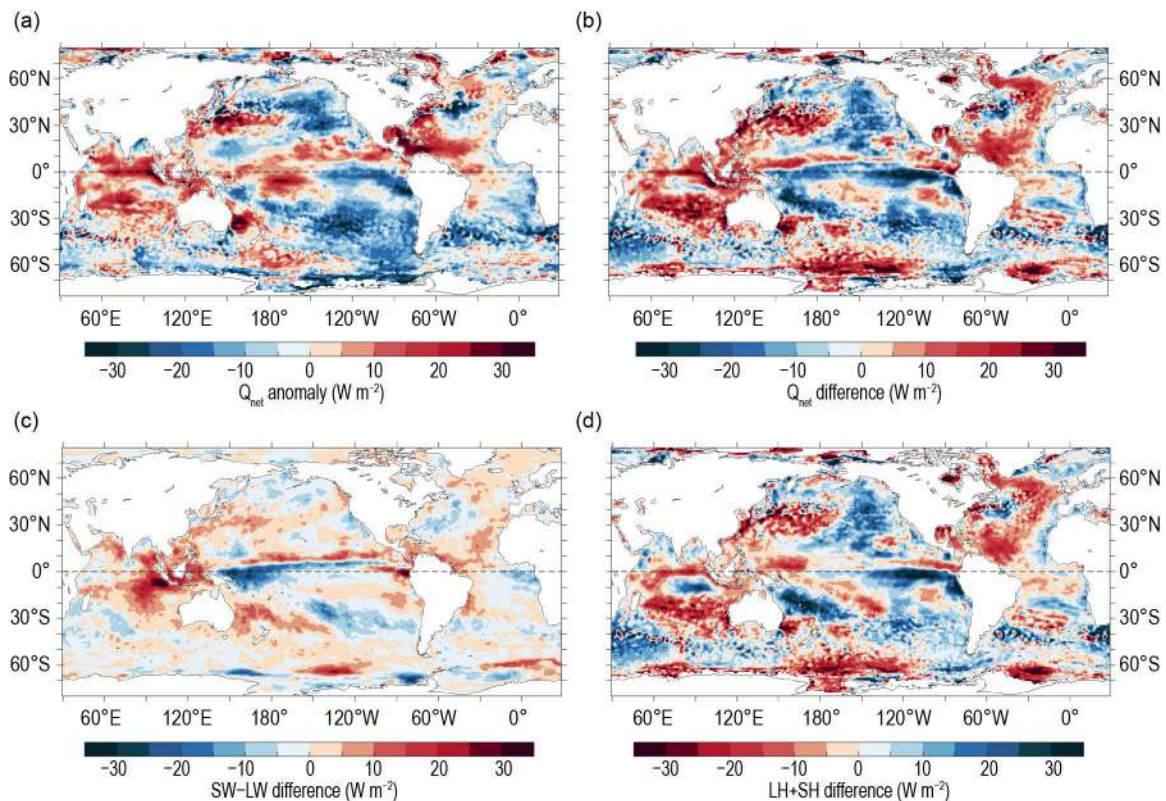 (a)
(b)
60°N
30°N
0°
30°S
60°S
60°N
30°N
0°
30°S
60°S
60°E 120°E 180° 120°W 60°W 0°
60°E 120°E 180° 120°W 60°W 0°
−30 −20 −10 0 10 20 30
Qnet anomaly (W m−2)
−30 −20 −10 0 10 20 30
Qnet difference (W m−2)
(c)
(d)
60°N
30°N
0°
30°S
60°S
60°N
30°N
0°
30°S
60°S
60°E 120°E 180° 120°W 60°W 0°
60°E 120°E 180° 120°W 60°W 0°
−30 −20 −10 0 10 20 30
SW−LW difference (W m−2)
−30 −20 −10 0 10 20 30
LH+SH difference (W m−2)